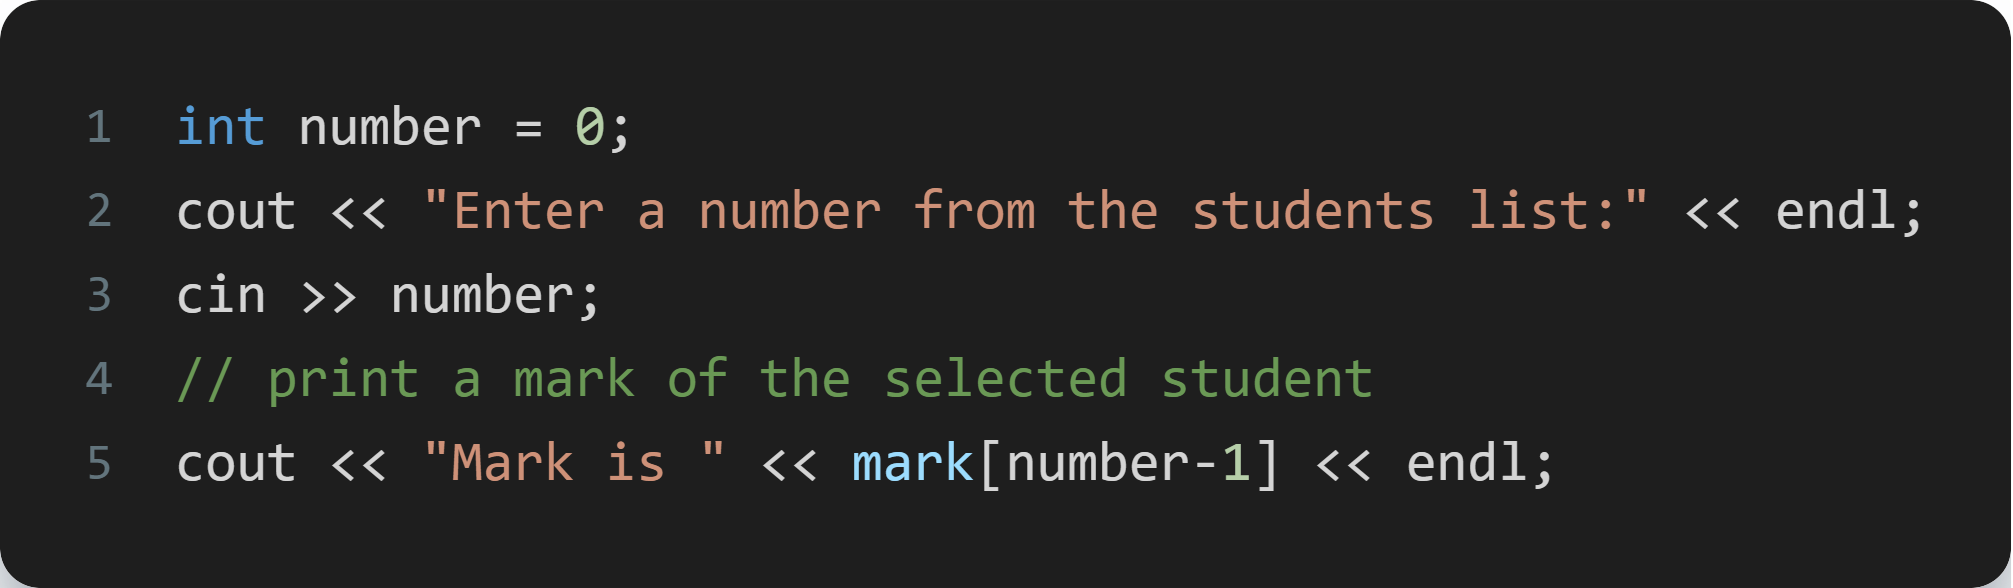 1 int number = 0;
2 cout << "Enter a number from the students list:" << endl;
3 cin >> number;
4 // print a mark of the selected student
5 cout << "Mark is " << mark[number-1] << endl;